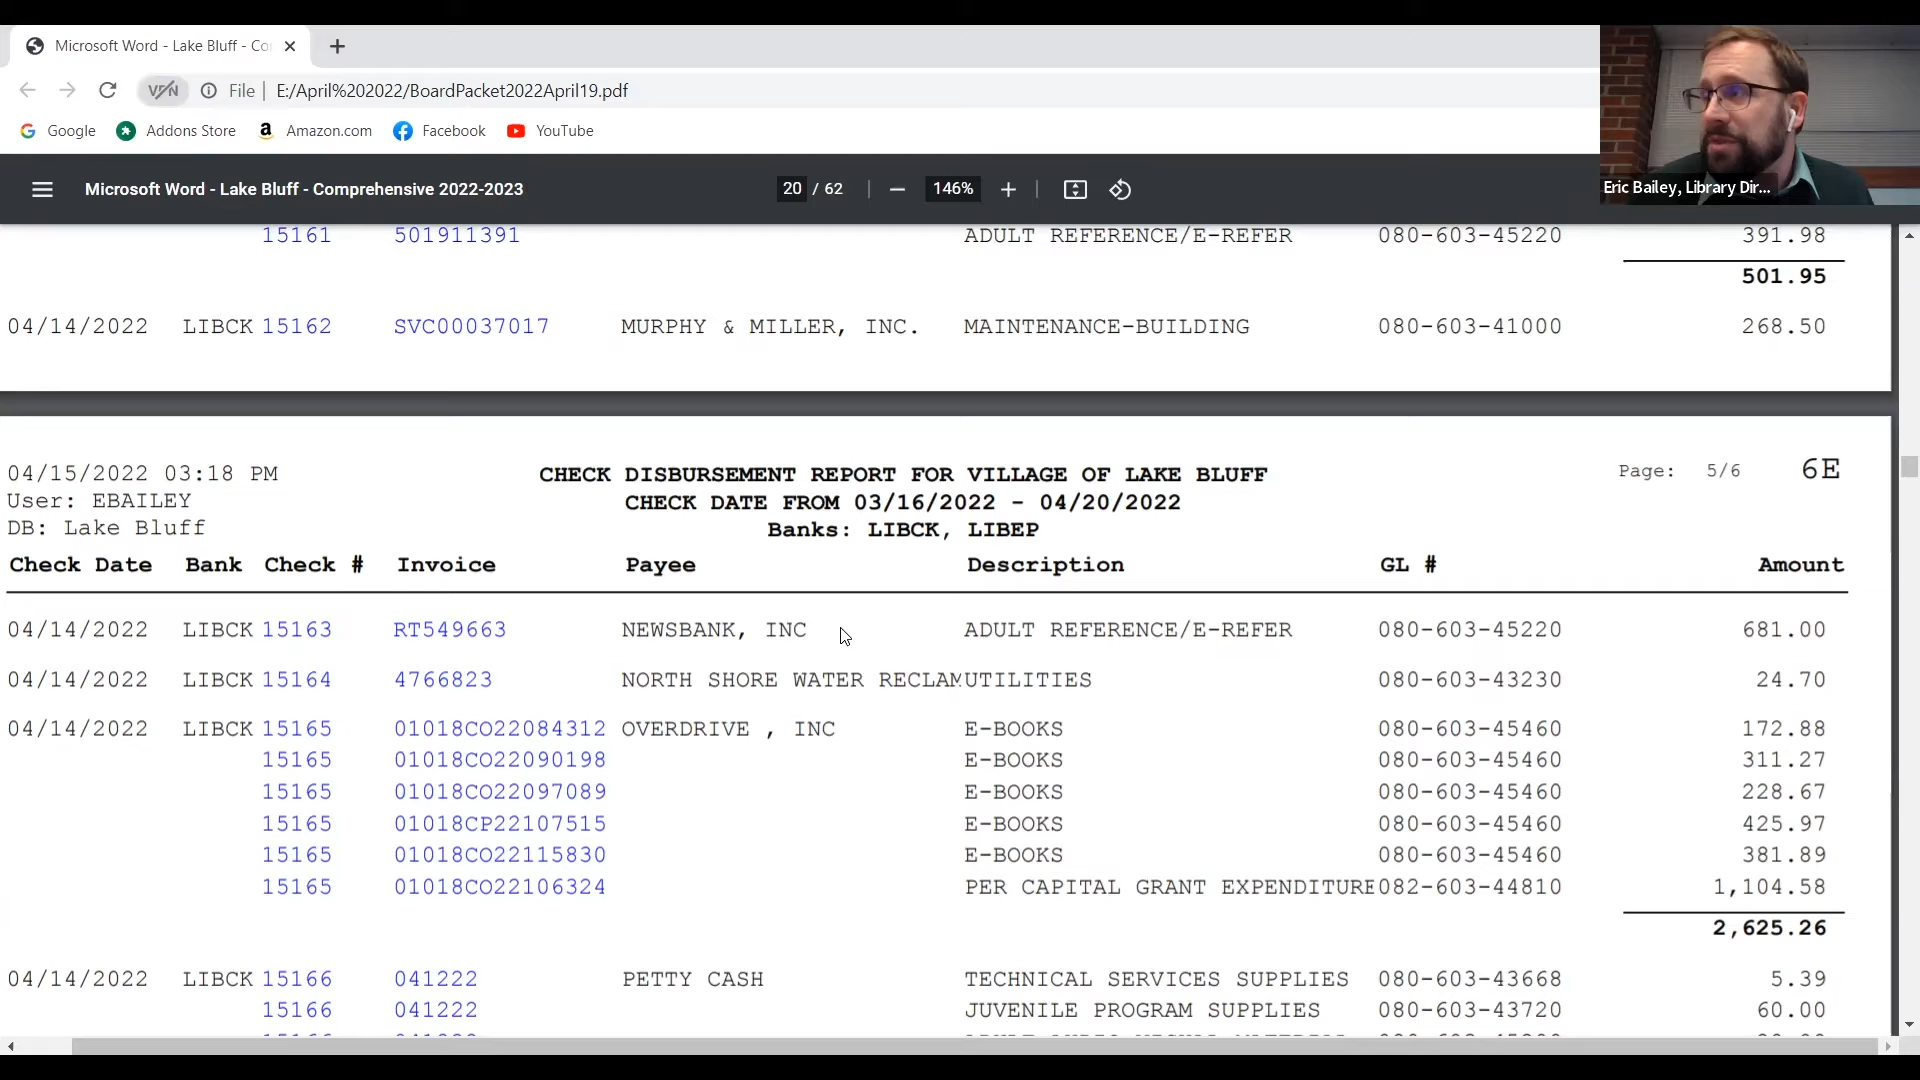 Microsoft Word - Lake Bluff - Co
VPN File E:/April%202022/BoardPacket2022April19.pdf
Google Addons Store Amazon.com Facebook YouTube
Microsoft Word - Lake Bluff - Comprehensive 2022-2023 20 / 62 146%
Eric Bailey, Library Dir...
15161 501911391 ADULT REFERENCE/E-REFER 080-603-45220 391.98
501.95
04/14/2022 LIBCK 15162 SVC00037017 MURPHY & MILLER, INC. MAINTENANCE-BUILDING 080-603-41000 268.50
04/15/2022 03:18 PM CHECK DISBURSEMENT REPORT FOR VILLAGE OF LAKE BLUFF Page: 5/6 6E
User: EBAILEY CHECK DATE FROM 03/16/2022 - 04/20/2022
DB: Lake Bluff Banks: LIBCK, LIBEP
Check Date Bank Check # Invoice Payee Description GL # Amount
04/14/2022 LIBCK 15163 RT549663 NEWSBANK, INC ADULT REFERENCE/E-REFER 080-603-45220 681.00
04/14/2022 LIBCK 15164 4766823 NORTH SHORE WATER RECLAM UTILITIES 080-603-43230 24.70
04/14/2022 LIBCK 15165 01018CO22084312 OVERDRIVE , INC E-BOOKS 080-603-45460 172.88
15165 01018CO22090198 E-BOOKS 080-603-45460 311.27
15165 01018CO22097089 E-BOOKS 080-603-45460 228.67
15165 01018CP22107515 E-BOOKS 080-603-45460 425.97
15165 01018CO22115830 E-BOOKS 080-603-45460 381.89
15165 01018CO22106324 PER CAPITAL GRANT EXPENDITURE 082-603-44810 1,104.58
2,625.26
04/14/2022 LIBCK 15166 041222 PETTY CASH TECHNICAL SERVICES SUPPLIES 080-603-43668 5.39
15166 041222 JUVENILE PROGRAM SUPPLIES 080-603-43720 60.00